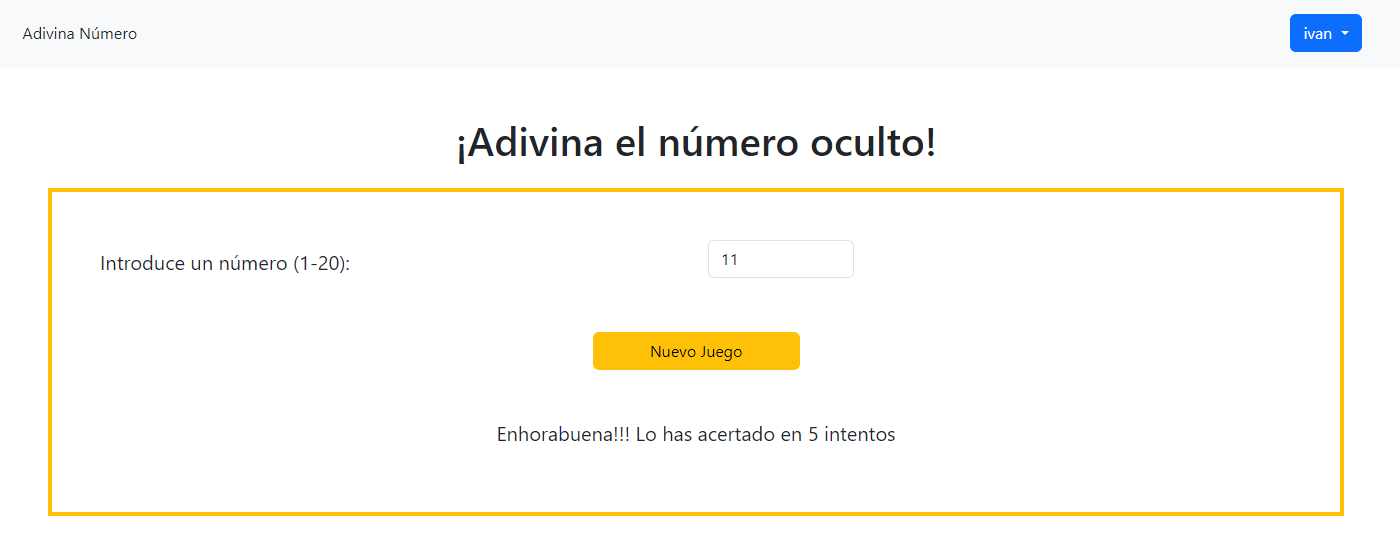 Adivina Número
ivan
¡Adivina el número oculto!
Introduce un número (1-20):
11
Nuevo Juego
Enhorabuena!!! Lo has acertado en 5 intentos